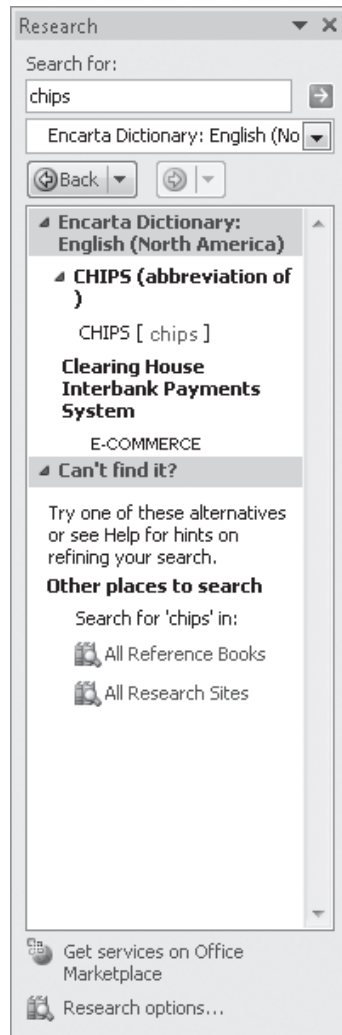 Research
Search for:
chips
Encarta Dictionary: English (No
Back
Encarta Dictionary:
English (North America)
CHIPS (abbreviation of
)
CHIPS [ chips ]
Clearing House
Interbank Payments
System
E-COMMERCE
Can't find it?
Try one of these alternatives
or see Help for hints on
refining your search.
Other places to search
Search for 'chips' in:
All Reference Books
All Research Sites
Get services on Office
Marketplace
Research options...